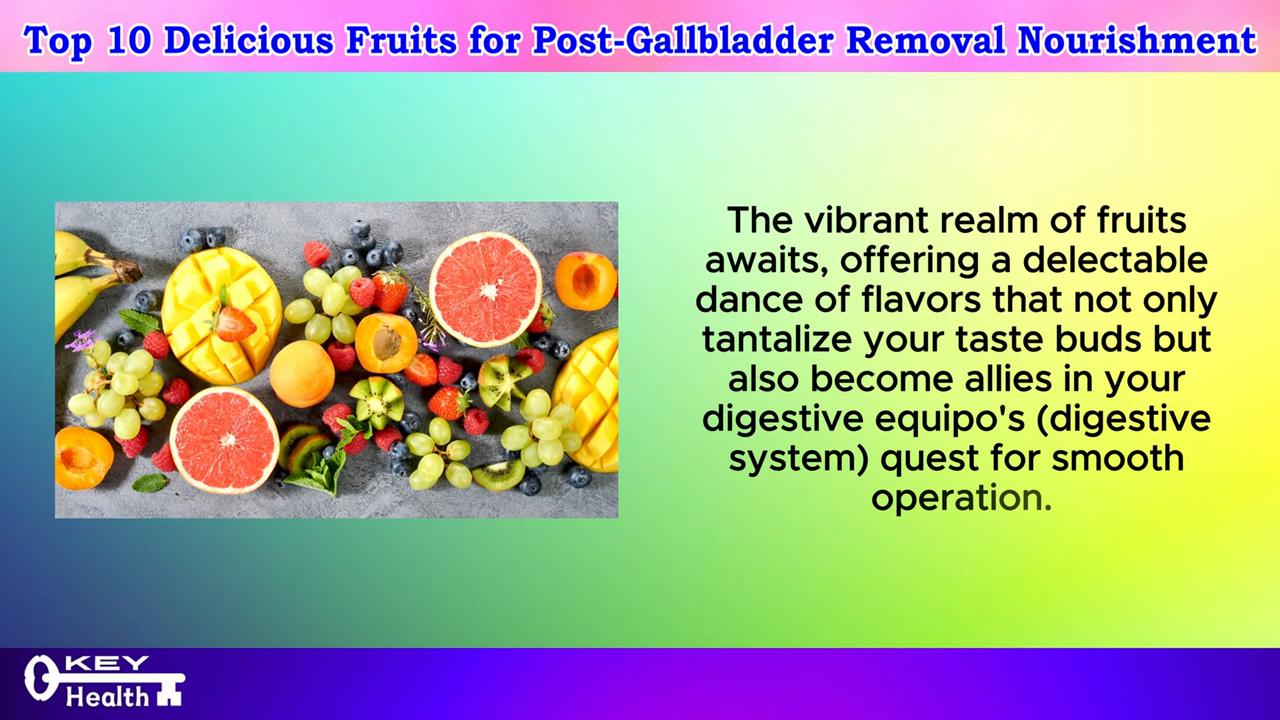 Top 10 Delicious Fruits for Post-Gallbladder Removal Nourishment
The vibrant realm of fruits
awaits, offering a delectable
dance of flavors that not only
tantalize your taste buds but
also become allies in your
digestive equipo's (digestive
system) quest for smooth
operation.
KEY
Health